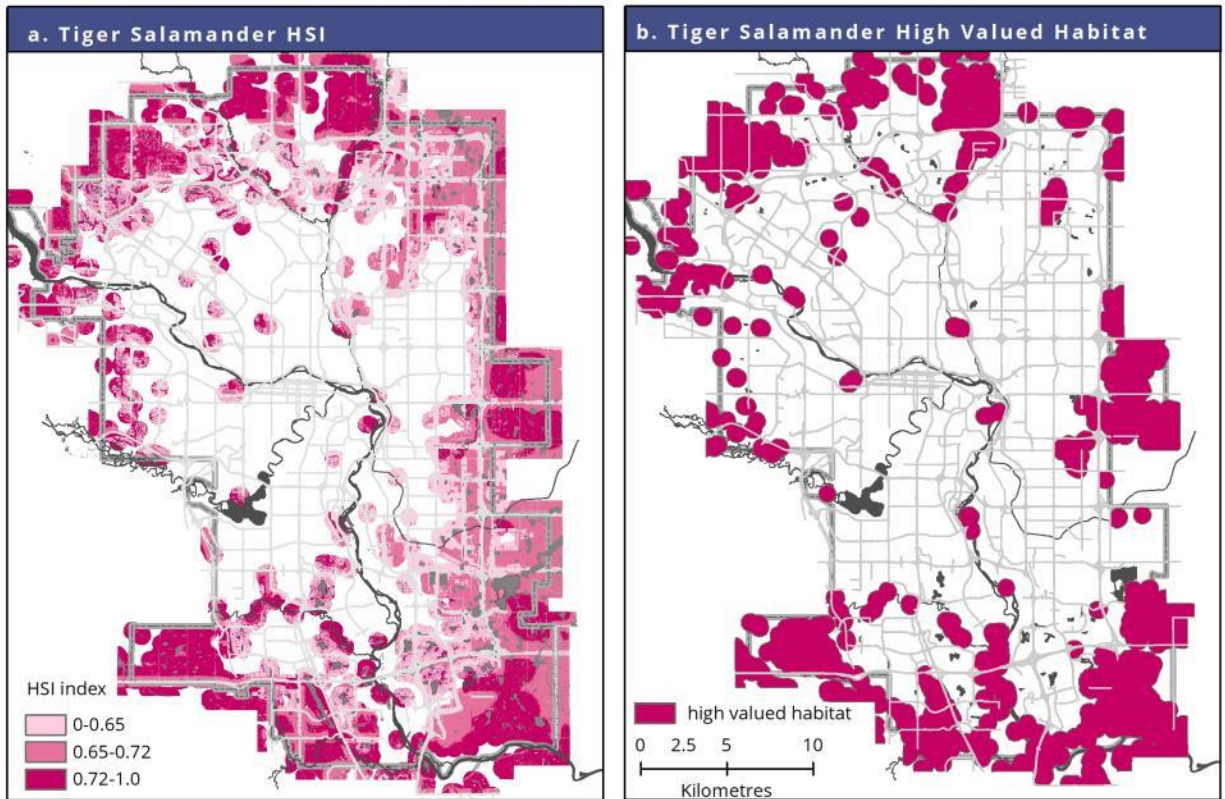 a. Tiger Salamander HSI
HSI index
0-0.65
0.65-0.72
0.72-1.0
b. Tiger Salamander High Valued Habitat
high valued habitat
0 2.5 5 10
Kilometres